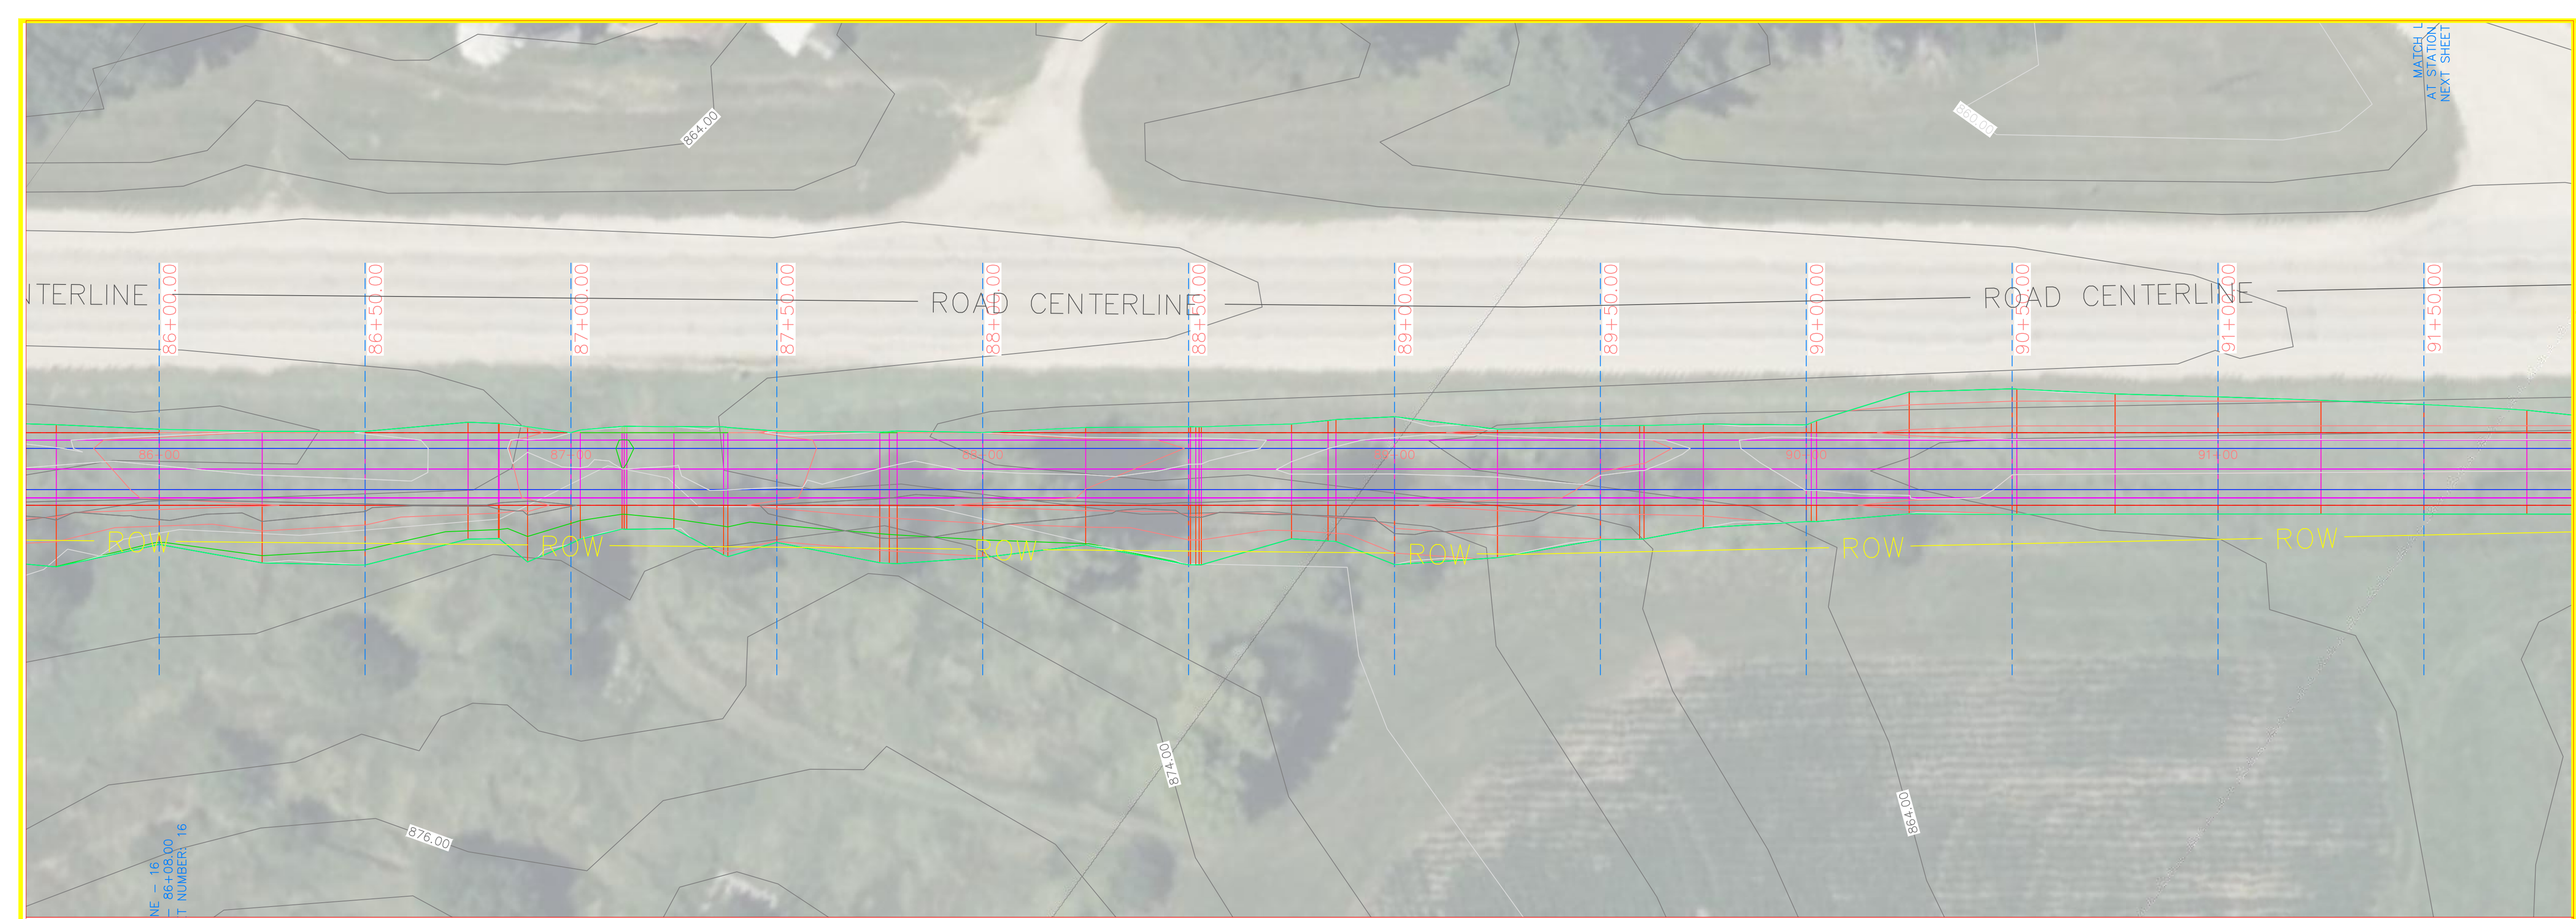 MATCH L
AT STATION
NEXT SHEET
864.00
860.00
NTERLINE
ROAD CENTERLINE
ROAD CENTERLINE
86+00.00
86+50.00
87+00.00
87+50.00
88+00.00
88+50.00
89+00.00
89+50.00
90+00.00
90+50.00
91+00.00
91+50.00
86+00
87+00
88+00
89+00
90+00
91+00
ROW
ROW
ROW
ROW
ROW
ROW
874.00
864.00
876.00
NE - 16
- 86+08.00
T NUMBER: 16